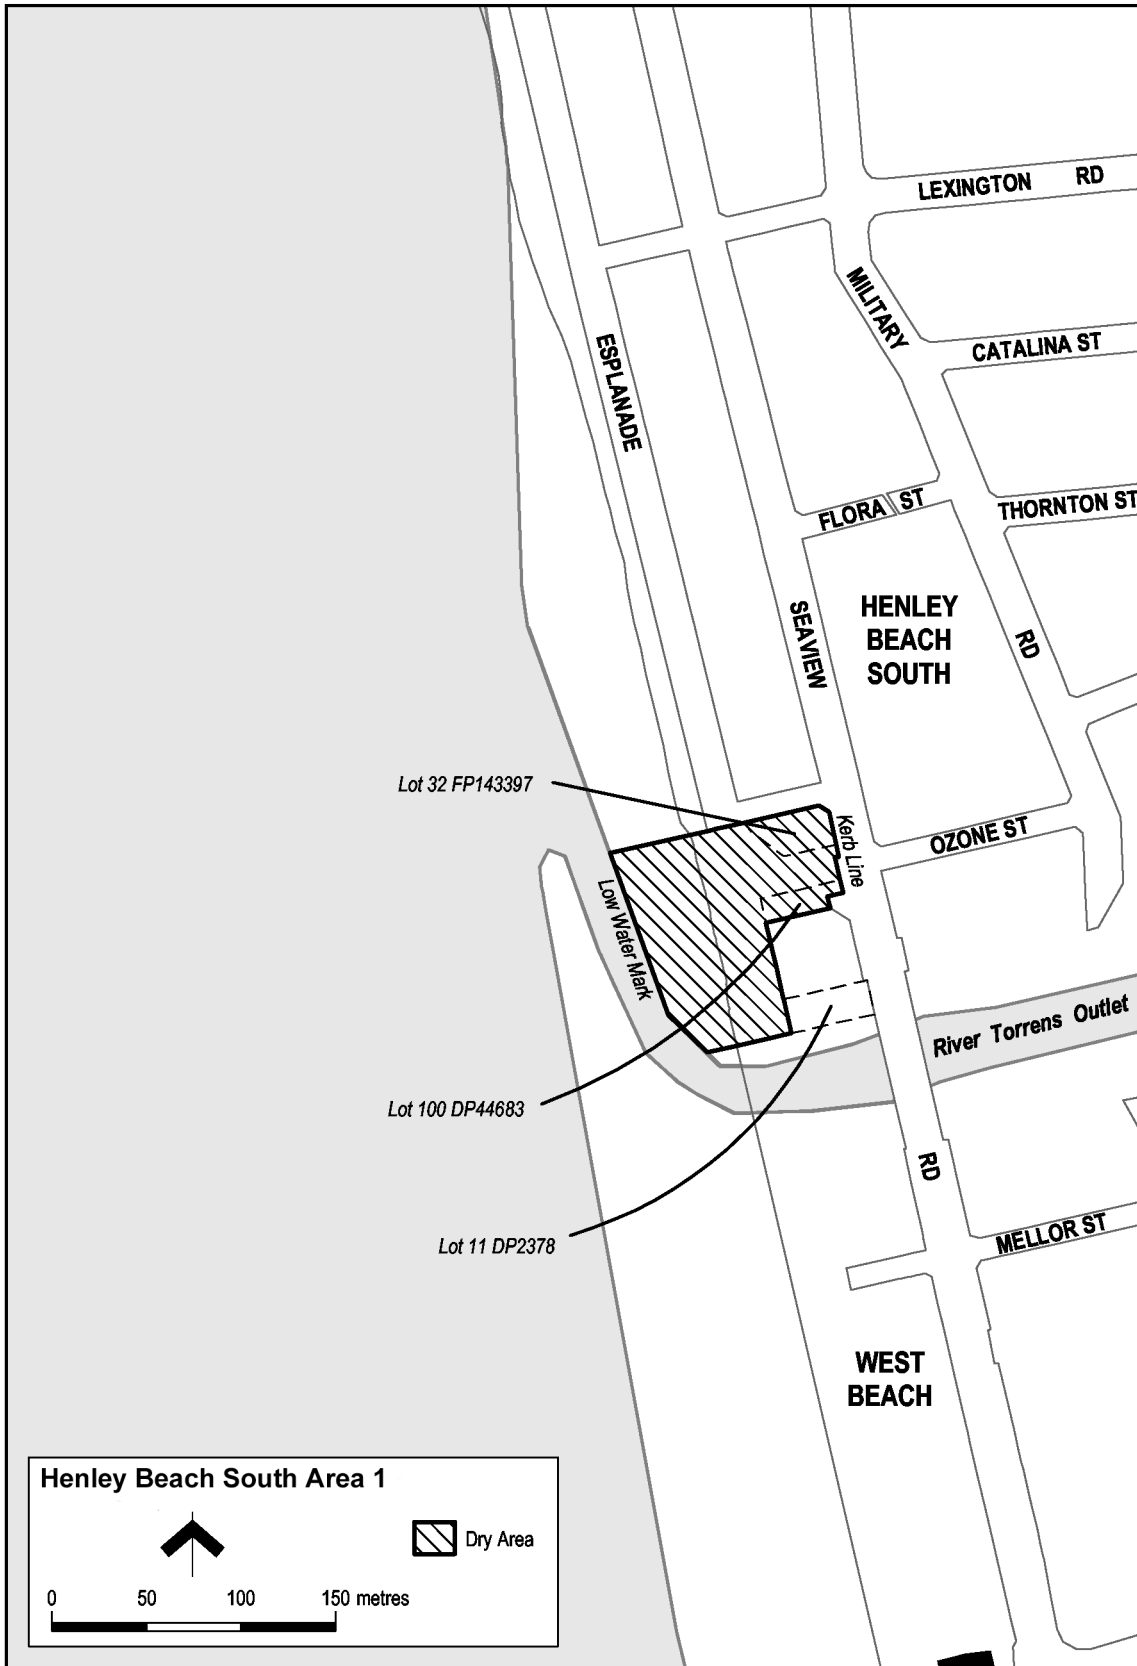 LEXINGTON RD
MILITARY
CATALINA ST
ESPLANADE
FLORA ST
THORNTON ST
HENLEY
BEACH
SOUTH
SEAVIEW
RD
Lot 32 FP143397
Kerb Line
OZONE ST
Low Water Mark
River Torrens Outlet
Lot 100 DP44683
RD
MELLOR ST
Lot 11 DP2378
WEST
BEACH
Henley Beach South Area 1
Dry Area
0 50 100 150 metres